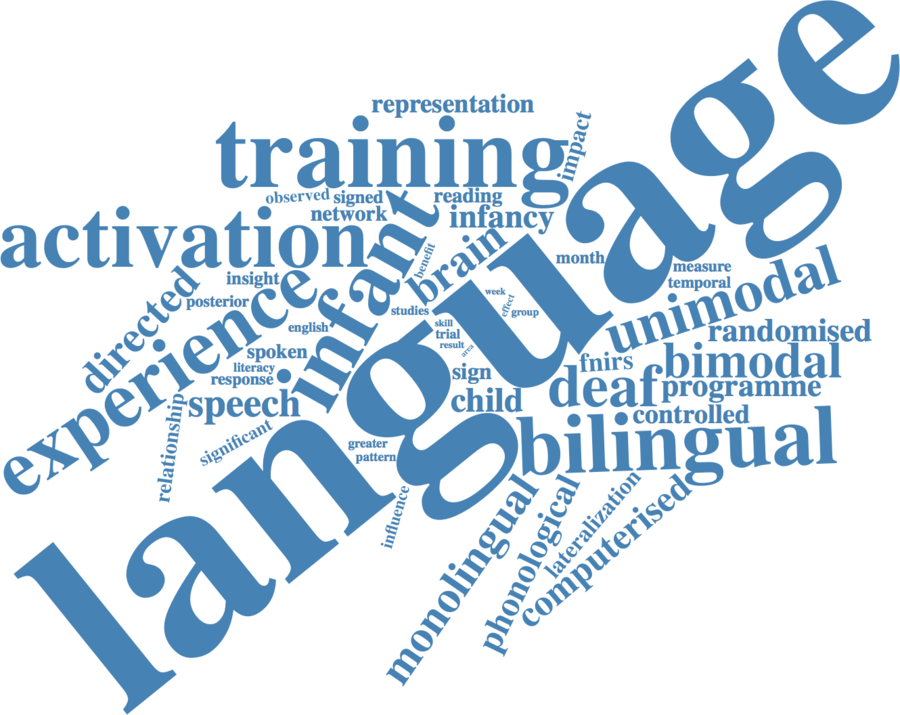 language
representation
training
impact
observed
signed
reading
network
infancy
activation
infant
benefit
brain
month
measure
temporal
insight
directed
posterior
experience
english
studies
week
effect
group
skill
trial
result
area
unimodal
randomised
spoken
literacy
response
sign
fnirs
bimodal
deaf
programme
speech
child
controlled
relationship
significant
greater
pattern
bilingual
influence
monolingual
phonological
lateralization
computerised